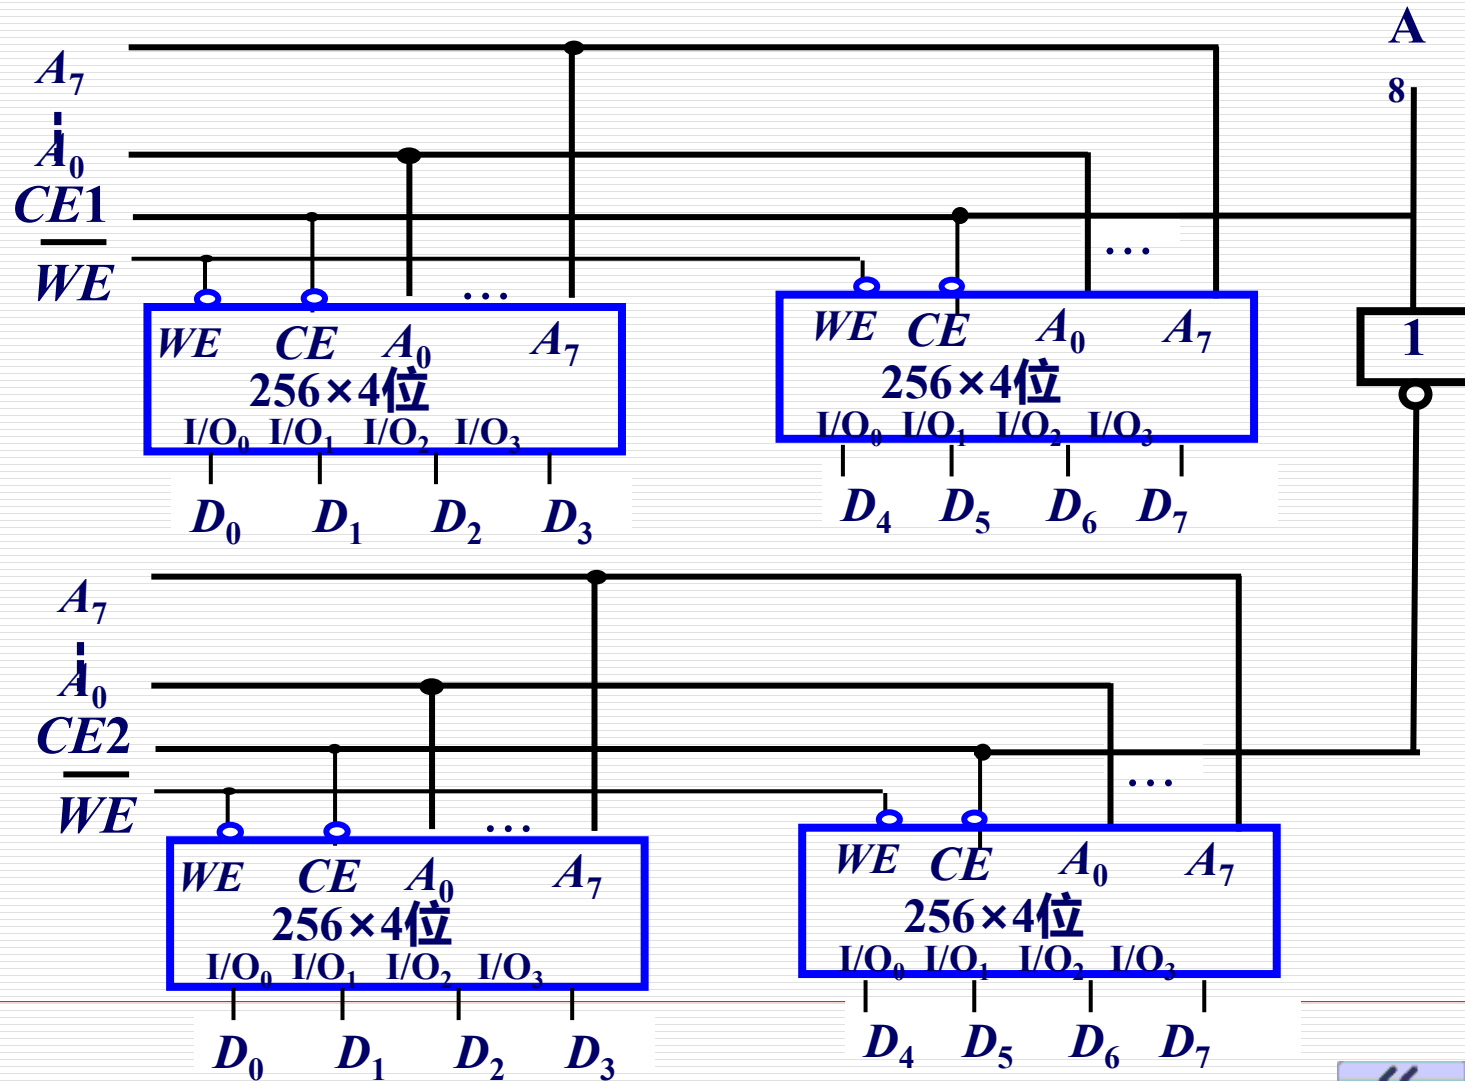 A
8
A7
A0
CE1
WE
…
…
WE CE A0 A7
256×4位
I/O0 I/O1 I/O2 I/O3
D0 D1 D2 D3
WE CE A0 A7
256×4位
I/O0 I/O1 I/O2 I/O3
D4 D5 D6 D7
1
A7
A0
CE2
WE
…
…
WE CE A0 A7
256×4位
I/O0 I/O1 I/O2 I/O3
D0 D1 D2 D3
WE CE A0 A7
256×4位
I/O0 I/O1 I/O2 I/O3
D4 D5 D6 D7